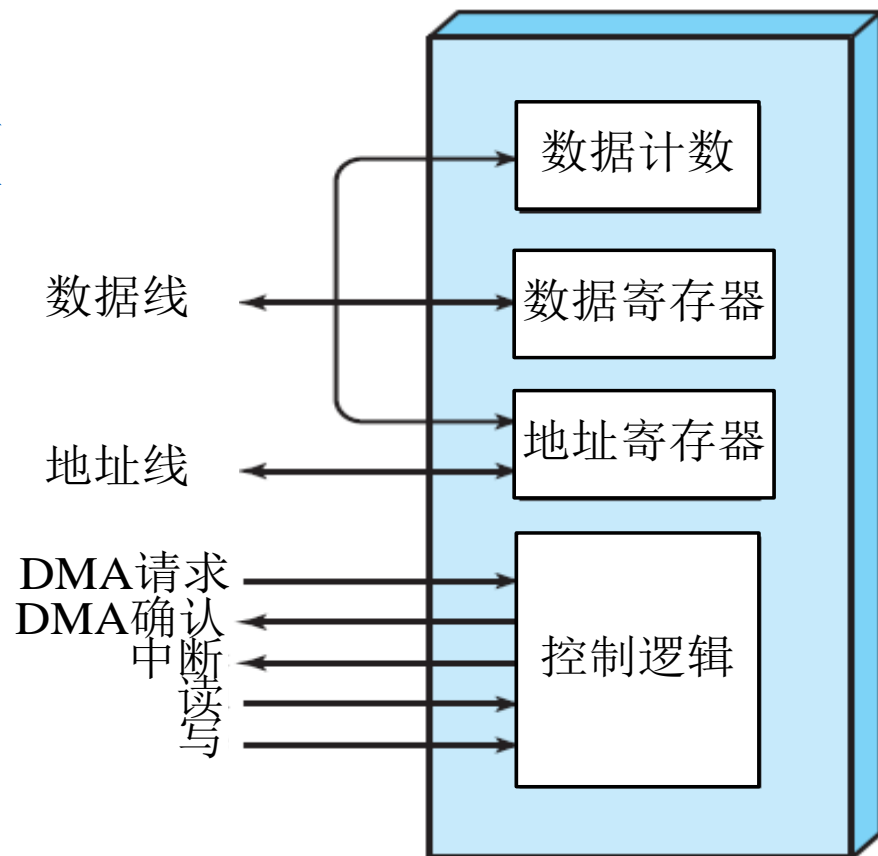 数据计数
数据线
数据寄存器
地址寄存器
地址线
DMA请求
DMA确认
中断
读
写
控制逻辑